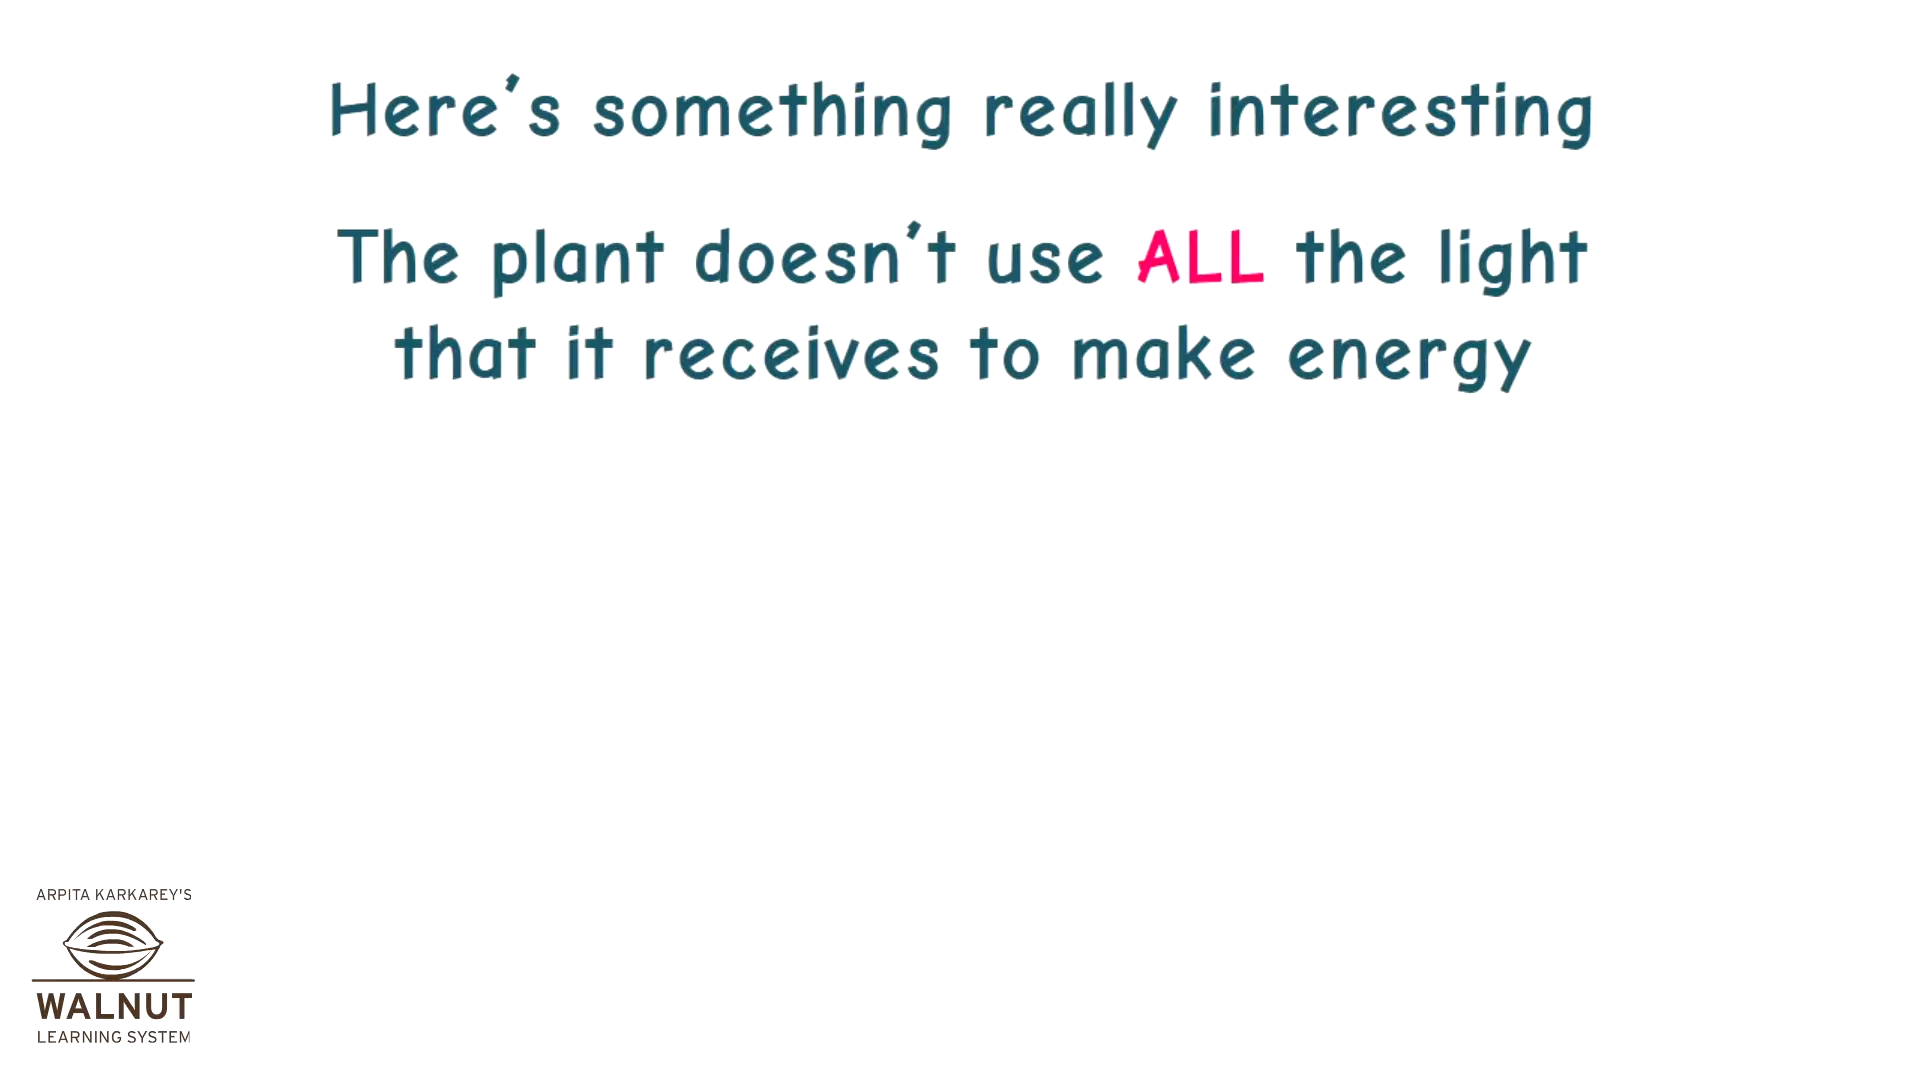 Here's something really interesting
The plant doesn't use ALL the light
that it receives to make energy
ARPITA KARKAREY'S
WALNUT
LEARNING SYSTEM